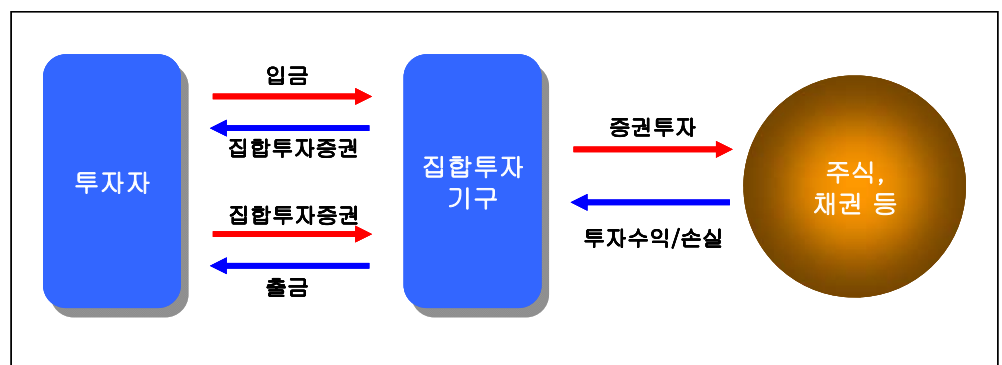 투자자
입금
집합투자증권
집합투자증권
출금
집합투자
기구
증권투자
투자수익/손실
주식,
채권 등